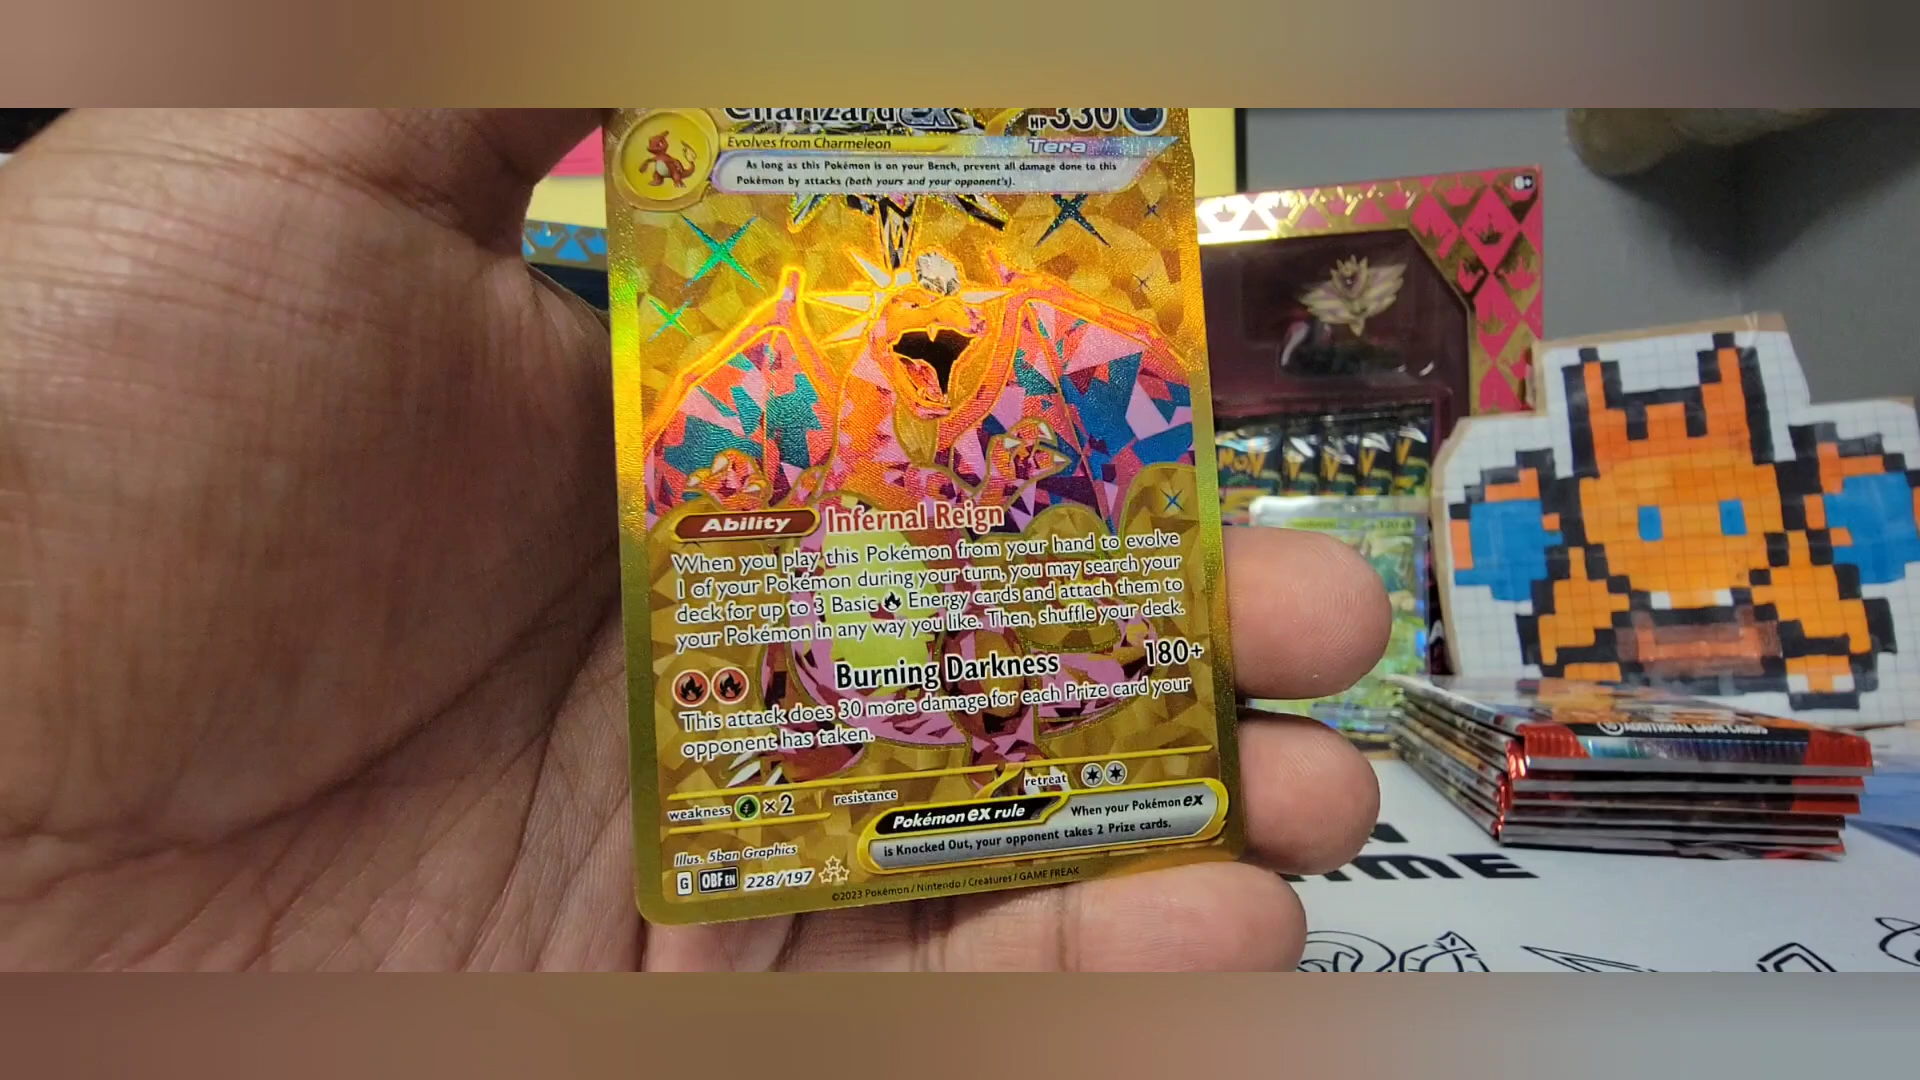 Charizard ex HP 330
Evolves from Charmeleon
Tera
As long as this Pokémon is on your Bench, prevent all damage done to this
Pokémon by attacks (both yours and your opponent's).
Ability Infernal Reign
When you play this Pokémon from your hand to evolve
1 of your Pokémon during your turn, you may search your
deck for up to 3 Basic Energy cards and attach them to
your Pokémon in any way you like. Then, shuffle your deck.
Burning Darkness 180+
This attack does 30 more damage for each Prize card your
opponent has taken.
weakness ×2 resistance retreat
Pokémon ex rule When your Pokémon ex
is Knocked Out, your opponent takes 2 Prize cards.
Illus. 5ban Graphics
G OBF EN 228/197
©2023 Pokémon / Nintendo / Creatures / GAME FREAK
6+
10 ADDITIONAL GAME CARDS